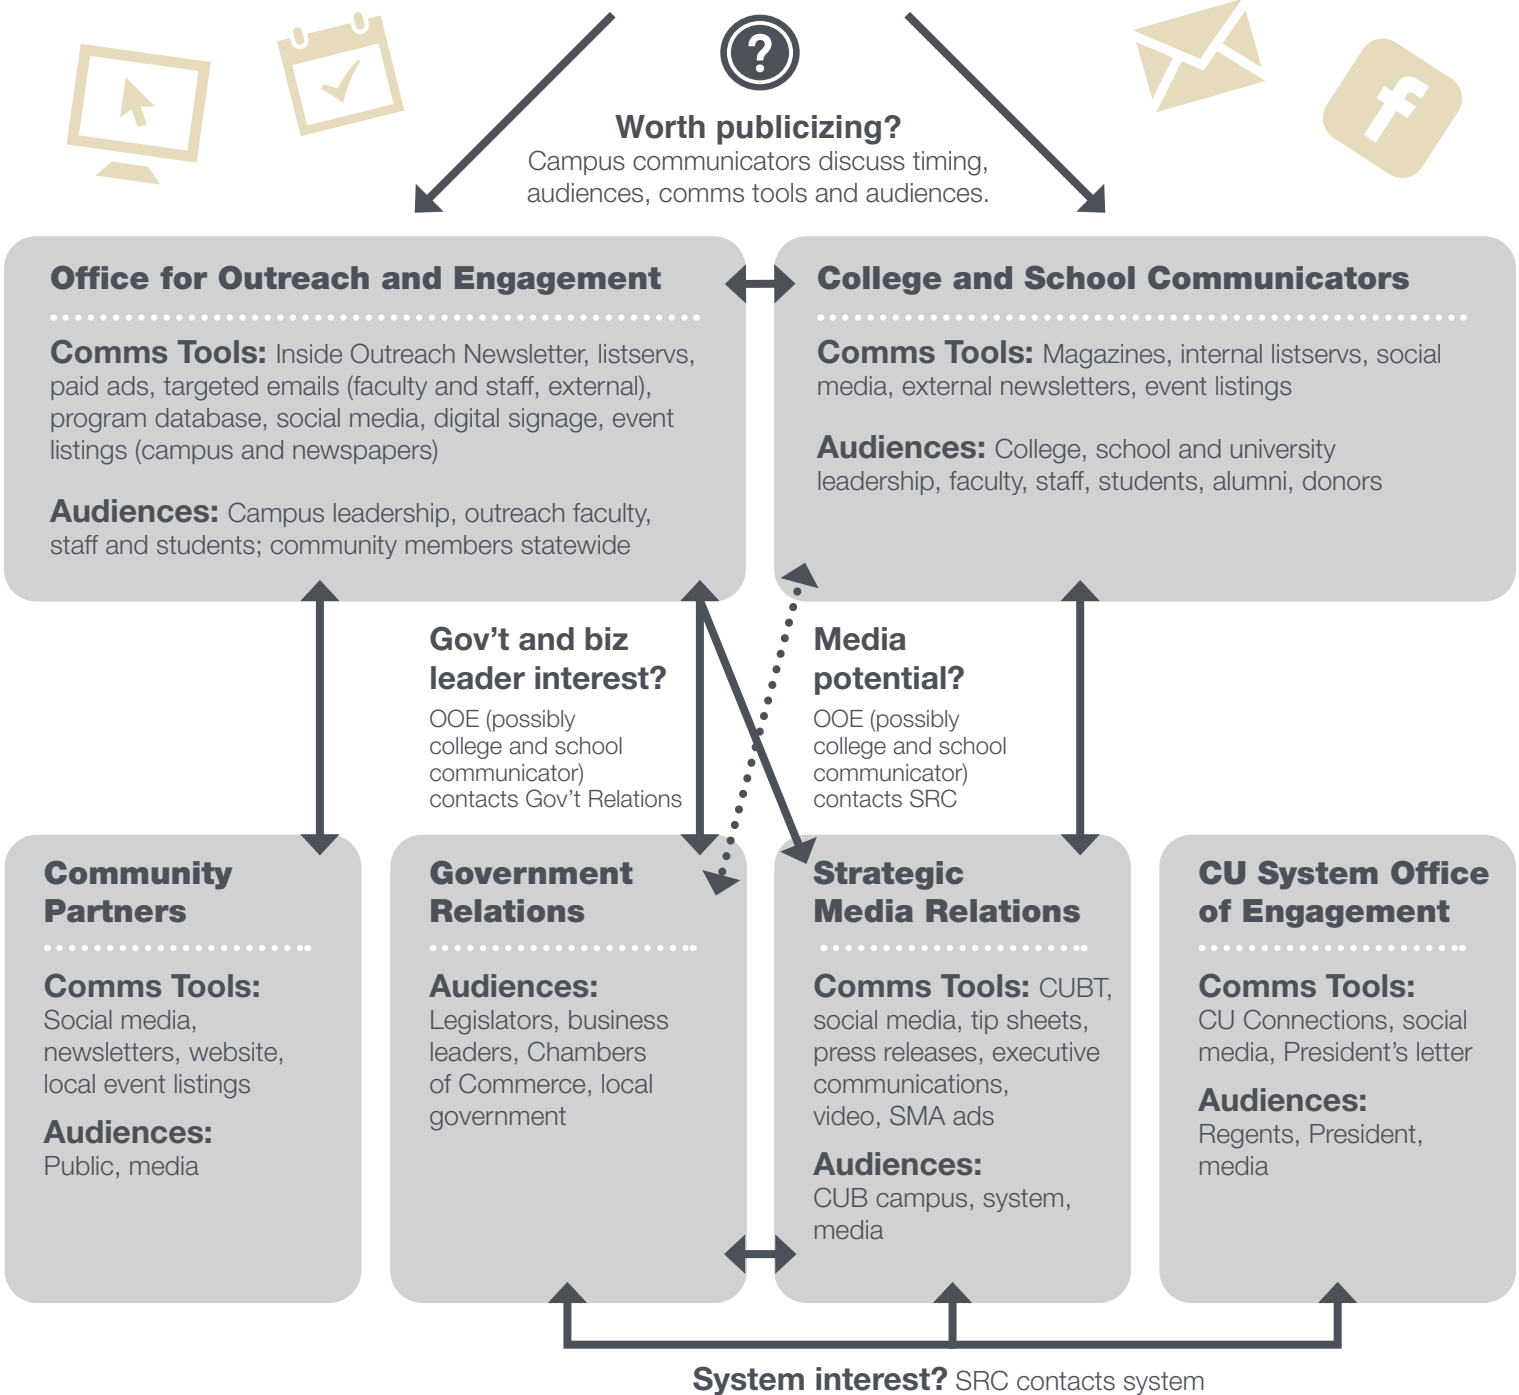 ?
Worth publicizing?
Campus communicators discuss timing,
audiences, comms tools and audiences.
f
Office for Outreach and Engagement
Comms Tools: Inside Outreach Newsletter, listservs,
paid ads, targeted emails (faculty and staff, external),
program database, social media, digital signage, event
listings (campus and newspapers)
Audiences: Campus leadership, outreach faculty,
staff and students; community members statewide
College and School Communicators
Comms Tools: Magazines, internal listservs, social
media, external newsletters, event listings
Audiences: College, school and university
leadership, faculty, staff, students, alumni, donors
Gov’t and biz
leader interest?
OOE (possibly
college and school
communicator)
contacts Gov’t Relations
Media
potential?
OOE (possibly
college and school
communicator)
contacts SRC
Community
Partners
Comms Tools:
Social media,
newsletters, website,
local event listings
Audiences:
Public, media
Government
Relations
Audiences:
Legislators, business
leaders, Chambers
of Commerce, local
government
Strategic
Media Relations
Comms Tools: CUBT,
social media, tip sheets,
press releases, executive
communications,
video, SMA ads
Audiences:
CUB campus, system,
media
CU System Office
of Engagement
Comms Tools:
CU Connections, social
media, President’s letter
Audiences:
Regents, President,
media
System interest? SRC contacts system